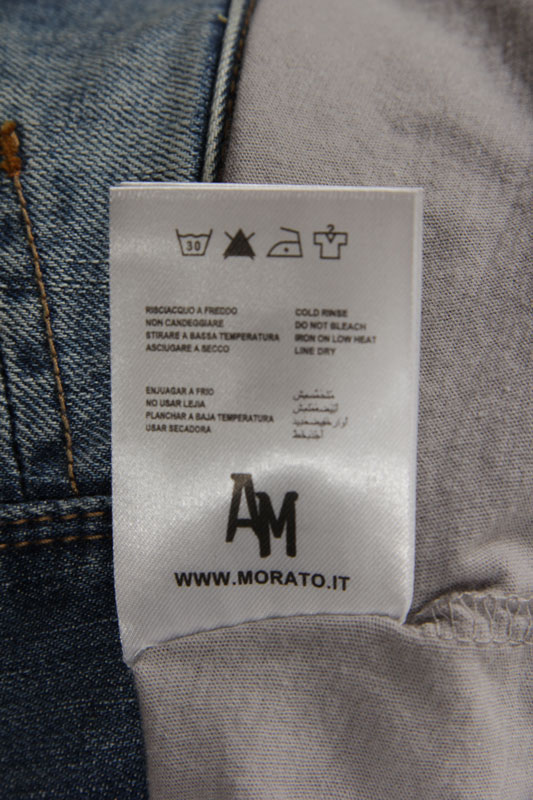 30
2
RISCIACQUO A FREDDO
NON CANDEGGIARE
STIRARE A BASSA TEMPERATURA
ASCIUGARE A SECCO
COLD RINSE
DO NOT BLEACH
IRON ON LOW HEAT
LINE DRY
ENJUAGAR A FRIO
NO USAR LEJIA
PLANCHAR A BAJA TEMPERATURA
USAR SECADORA
AM
WWW.MORATO.IT